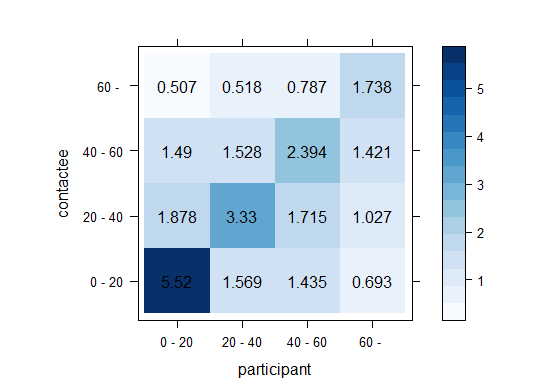 5
60 -
0.507 0.518 0.787 1.738
4
40 - 60
1.49 1.528 2.394 1.421
contactee
3
20 - 40
1.878 3.33 1.715 1.027
2
0 - 20
5.52 1.569 1.435 0.693
1
0 - 20 20 - 40 40 - 60 60 -
participant